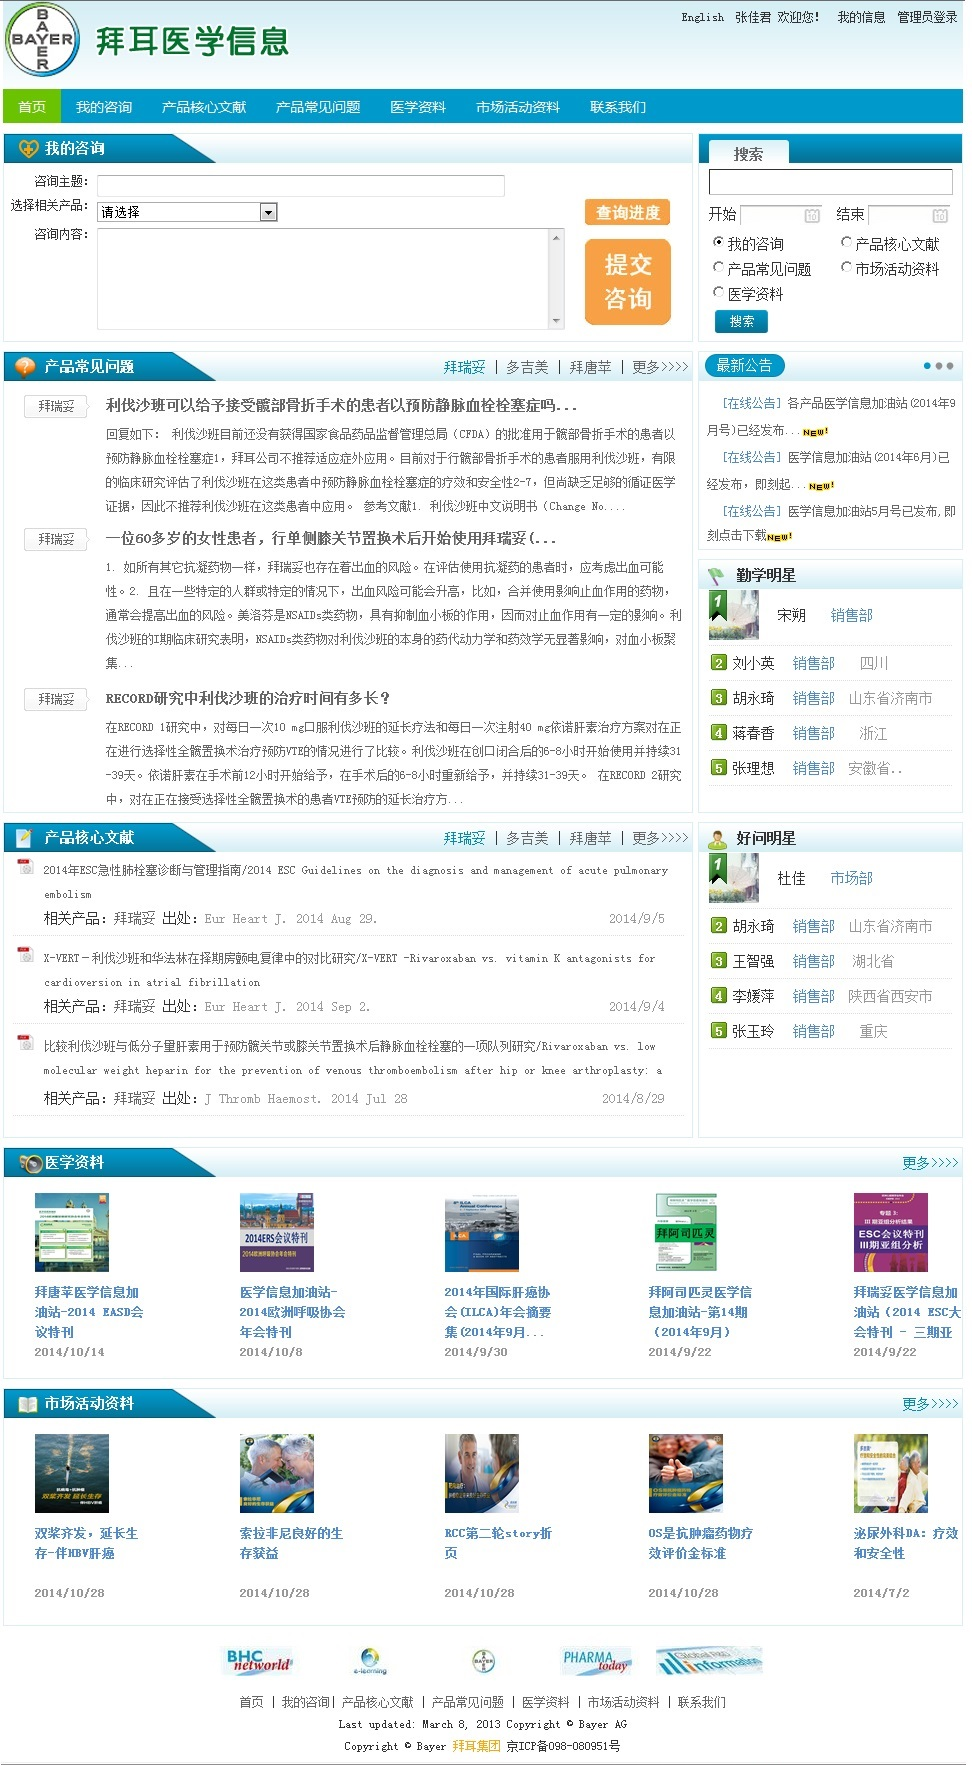 BAYER
BAYER
拜耳医学信息
English 张佳君 欢迎您! 我的信息 管理员登录
首页 我的咨询 产品核心文献 产品常见问题 医学资料 市场活动资料 联系我们
我的咨询
咨询主题:
选择相关产品: 请选择
咨询内容:
查询进度
提交
咨询
搜索
开始 结束
我的咨询 产品核心文献
产品常见问题 市场活动资料
医学资料
搜索
产品常见问题 拜瑞妥 | 多吉美 | 拜唐苹 | 更多>>>>
拜瑞妥 利伐沙班可以给予接受髋部骨折手术的患者以预防静脉血栓栓塞症吗...
回复如下： 利伐沙班目前还没有获得国家食品药品监督管理总局（CFDA）的批准用于髋部骨折手术的患者以
预防静脉血栓栓塞症1，拜耳公司不推荐适应症外应用。目前对于行髋部骨折手术的患者服用利伐沙班，有限
的临床研究评估了利伐沙班在这类患者中预防静脉血栓栓塞症的疗效和安全性2-7，但尚缺乏足够的循证医学
证据，因此不推荐利伐沙班在这类患者中应用。 参考文献1. 利伐沙班中文说明书（Change No....
拜瑞妥 一位60多岁的女性患者，行单侧膝关节置换术后开始使用拜瑞妥(...
1. 如所有其它抗凝药物一样，拜瑞妥也存在着出血的风险。在评估使用抗凝药的患者时，应考虑出血可能
性。2. 且在一些特定的人群或特定的情况下，出血风险可能会升高，比如，合并使用影响止血作用的药物，
通常会提高出血的风险。美洛芬是NSAIDs类药物，具有抑制血小板的作用，因而对止血作用有一定的影响。利
伐沙班的I期临床研究表明，NSAIDs类药物对利伐沙班的本身的药代动力学和药效学无显著影响，对血小板聚
集...
拜瑞妥 RECORD研究中利伐沙班的治疗时间有多长？
在RECORD 1研究中，对每日一次10 mg口服利伐沙班的延长疗法和每日一次注射40 mg依诺肝素治疗方案对在正
在进行选择性全髋置换术治疗预防VTE的情况进行了比较。利伐沙班在创口闭合后的6-8小时开始使用并持续31
-39天。依诺肝素在手术前12小时开始给予，在手术后的6-8小时重新给予，并持续31-39天。 在RECORD 2研究
中，对在正在接受选择性全髋置换术的患者VTE预防的延长治疗方...
最新公告
[在线公告] 各产品医学信息加油站(2014年9
月号)已经发布...NEW!
[在线公告] 医学信息加油站(2014年6月)已
经发布，即刻起...NEW!
[在线公告] 医学信息加油站5月号已发布,即
刻点击下载NEW!
勤学明星
1 宋朔 销售部
2 刘小英 销售部 四川
3 胡永琦 销售部 山东省济南市
4 蒋春香 销售部 浙江
5 张理想 销售部 安徽省..
产品核心文献 拜瑞妥 | 多吉美 | 拜唐苹 | 更多>>>>
2014年ESC急性肺栓塞诊断与管理指南/2014 ESC Guidelines on the diagnosis and management of acute pulmonary
embolism
相关产品: 拜瑞妥 出处: Eur Heart J. 2014 Aug 29. 2014/9/5
X-VERT－利伐沙班和华法林在择期房颤电复律中的对比研究/X-VERT -Rivaroxaban vs. vitamin K antagonists for
cardioversion in atrial fibrillation
相关产品: 拜瑞妥 出处: Eur Heart J. 2014 Sep 2. 2014/9/4
比较利伐沙班与低分子量肝素用于预防髋关节或膝关节置换术后静脉血栓栓塞的一项队列研究/Rivaroxaban vs. low
molecular weight heparin for the prevention of venous thromboembolism after hip or knee arthroplasty: a
相关产品: 拜瑞妥 出处: J Thromb Haemost. 2014 Jul 28 2014/8/29
好问明星
1 杜佳 市场部
2 胡永琦 销售部 山东省济南市
3 王智强 销售部 湖北省
4 李媛萍 销售部 陕西省西安市
5 张玉玲 销售部 重庆
医学资料 更多>>>>
2014ERS会议特刊
2014欧洲呼吸协会年会特刊
Annual Conference
拜阿司匹灵
专题 3:
III 期亚组分析结果
ESC会议特刊
III期亚组分析
拜唐苹医学信息加 医学信息加油站- 2014年国际肝癌协 拜阿司匹灵医学信 拜瑞妥医学信息加
油站-2014 EASD会 2014欧洲呼吸协会 会(ILCA)年会摘要 息加油站-第14期 油站（2014 ESC大
议特刊 年会特刊 集(2014年9月... （2014年9月） 会特刊 - 三期亚
2014/10/14 2014/10/8 2014/9/30 2014/9/22 2014/9/22
市场活动资料 更多>>>>
双桨齐发 延长生存
双桨齐发，延长生 索拉非尼良好的生 RCC第二轮story折 OS是抗肿瘤药物疗 泌尿外科DA: 疗效
存-伴HBV肝癌 存获益 页 效评价金标准 和安全性
2014/10/28 2014/10/28 2014/10/28 2014/10/28 2014/7/2
BHC networld e-learning BAYER PHARMA today Global R&D information
首页 | 我的咨询| 产品核心文献 | 产品常见问题 | 医学资料 | 市场活动资料 | 联系我们
Last updated: March 8, 2013 Copyright © Bayer AG
Copyright © Bayer 拜耳集团 京ICP备098-080951号